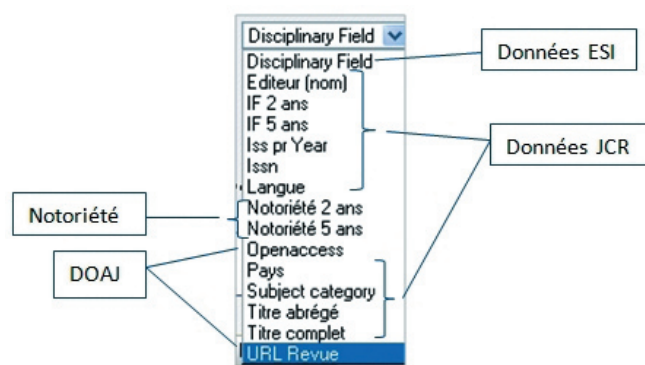 Disciplinary Field
Disciplinary Field
Editeur (nom)
IF 2 ans
IF 5 ans
Iss pr Year
Issn
Langue
Notoriété 2 ans
Notoriété 5 ans
Openaccess
Pays
Subject category
Titre abrégé
Titre complet
URL Revue
Données ESI
Données JCR
Notoriété
DOAJ